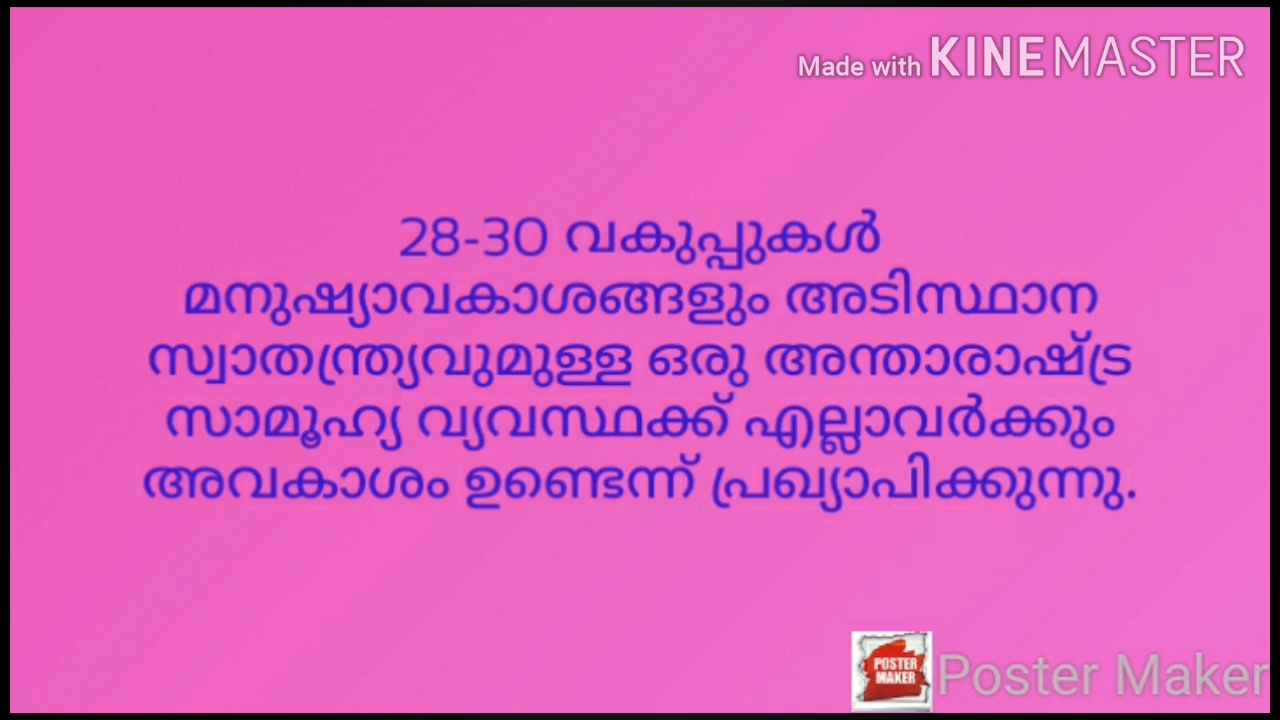 Made with KINEMASTER
28-30 വകുപ്പുകൾ
മനുഷ്യാവകാശങ്ങളും അടിസ്ഥാന
സ്വാതന്ത്ര്യവുമുള്ള ഒരു അന്താരാഷ്ട്ര
സാമൂഹ്യ വ്യവസ്ഥക്ക് എല്ലാവർക്കും
അവകാശം ഉണ്ടെന്ന് പ്രഖ്യാപിക്കുന്നു.
POSTER
MAKER
Poster Maker